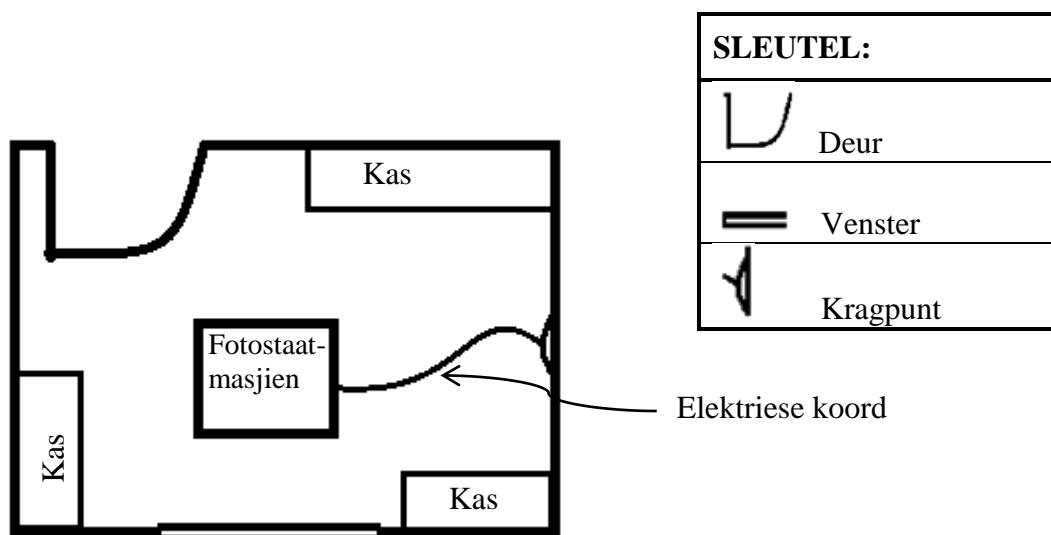 SLEUTEL:
Deur
Venster
Kragpunt
Kas
Fotostaat-
masjien
Elektriese koord
Kas
Kas